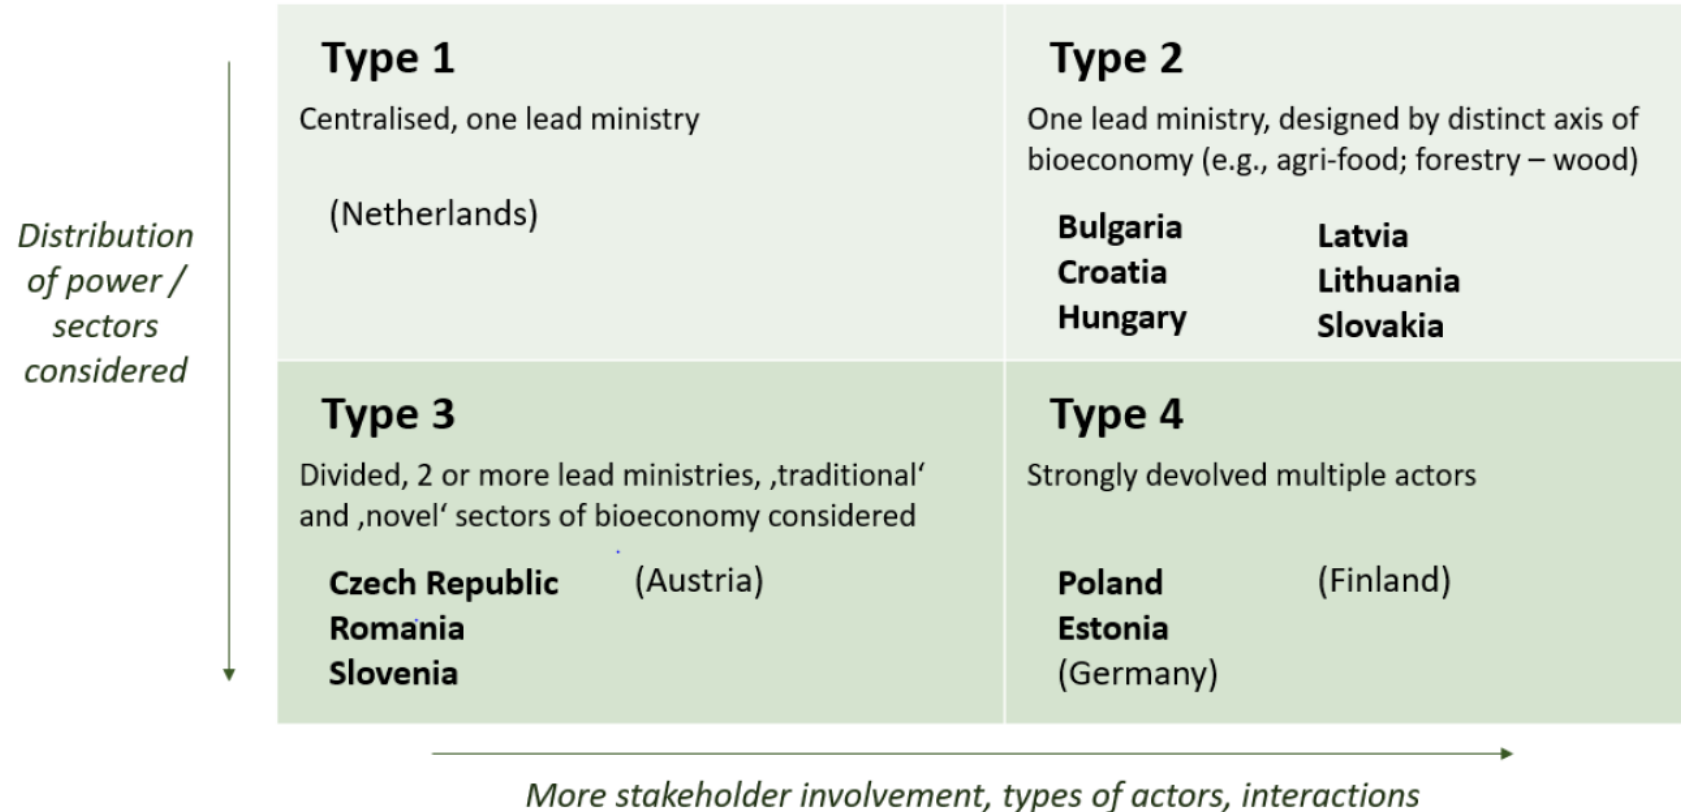 Type 1
Centralised, one lead ministry
(Netherlands)
Type 2
One lead ministry, designed by distinct axis of
bioeconomy (e.g., agri-food; forestry – wood)
Bulgaria
Croatia
Hungary
Latvia
Lithuania
Slovakia
Distribution
of power /
sectors
considered
Type 3
Divided, 2 or more lead ministries, ‚traditional‘
and ‚novel‘ sectors of bioeconomy considered
Czech Republic
Romania
Slovenia
(Austria)
Type 4
Strongly devolved multiple actors
Poland
Estonia
(Germany)
(Finland)
More stakeholder involvement, types of actors, interactions